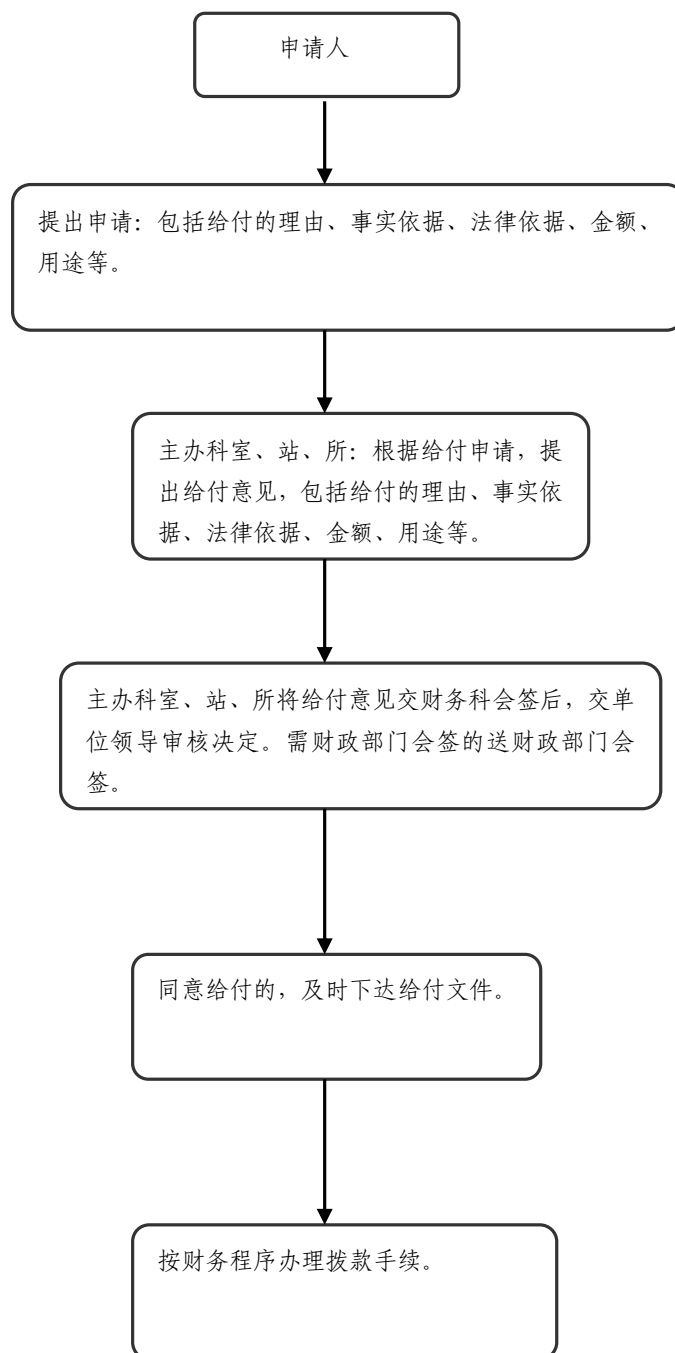 申请人
提出申请：包括给付的理由、事实依据、法律依据、金额、
用途等。
主办科室、站、所：根据给付申请，提
出给付意见，包括给付的理由、事实依
据、法律依据、金额、用途等。
主办科室、站、所将给付意见交财务科会签后，交单
位领导审核决定。需财政部门会签的送财政部门会
签。
同意给付的，及时下达给付文件。
按财务程序办理拨款手续。